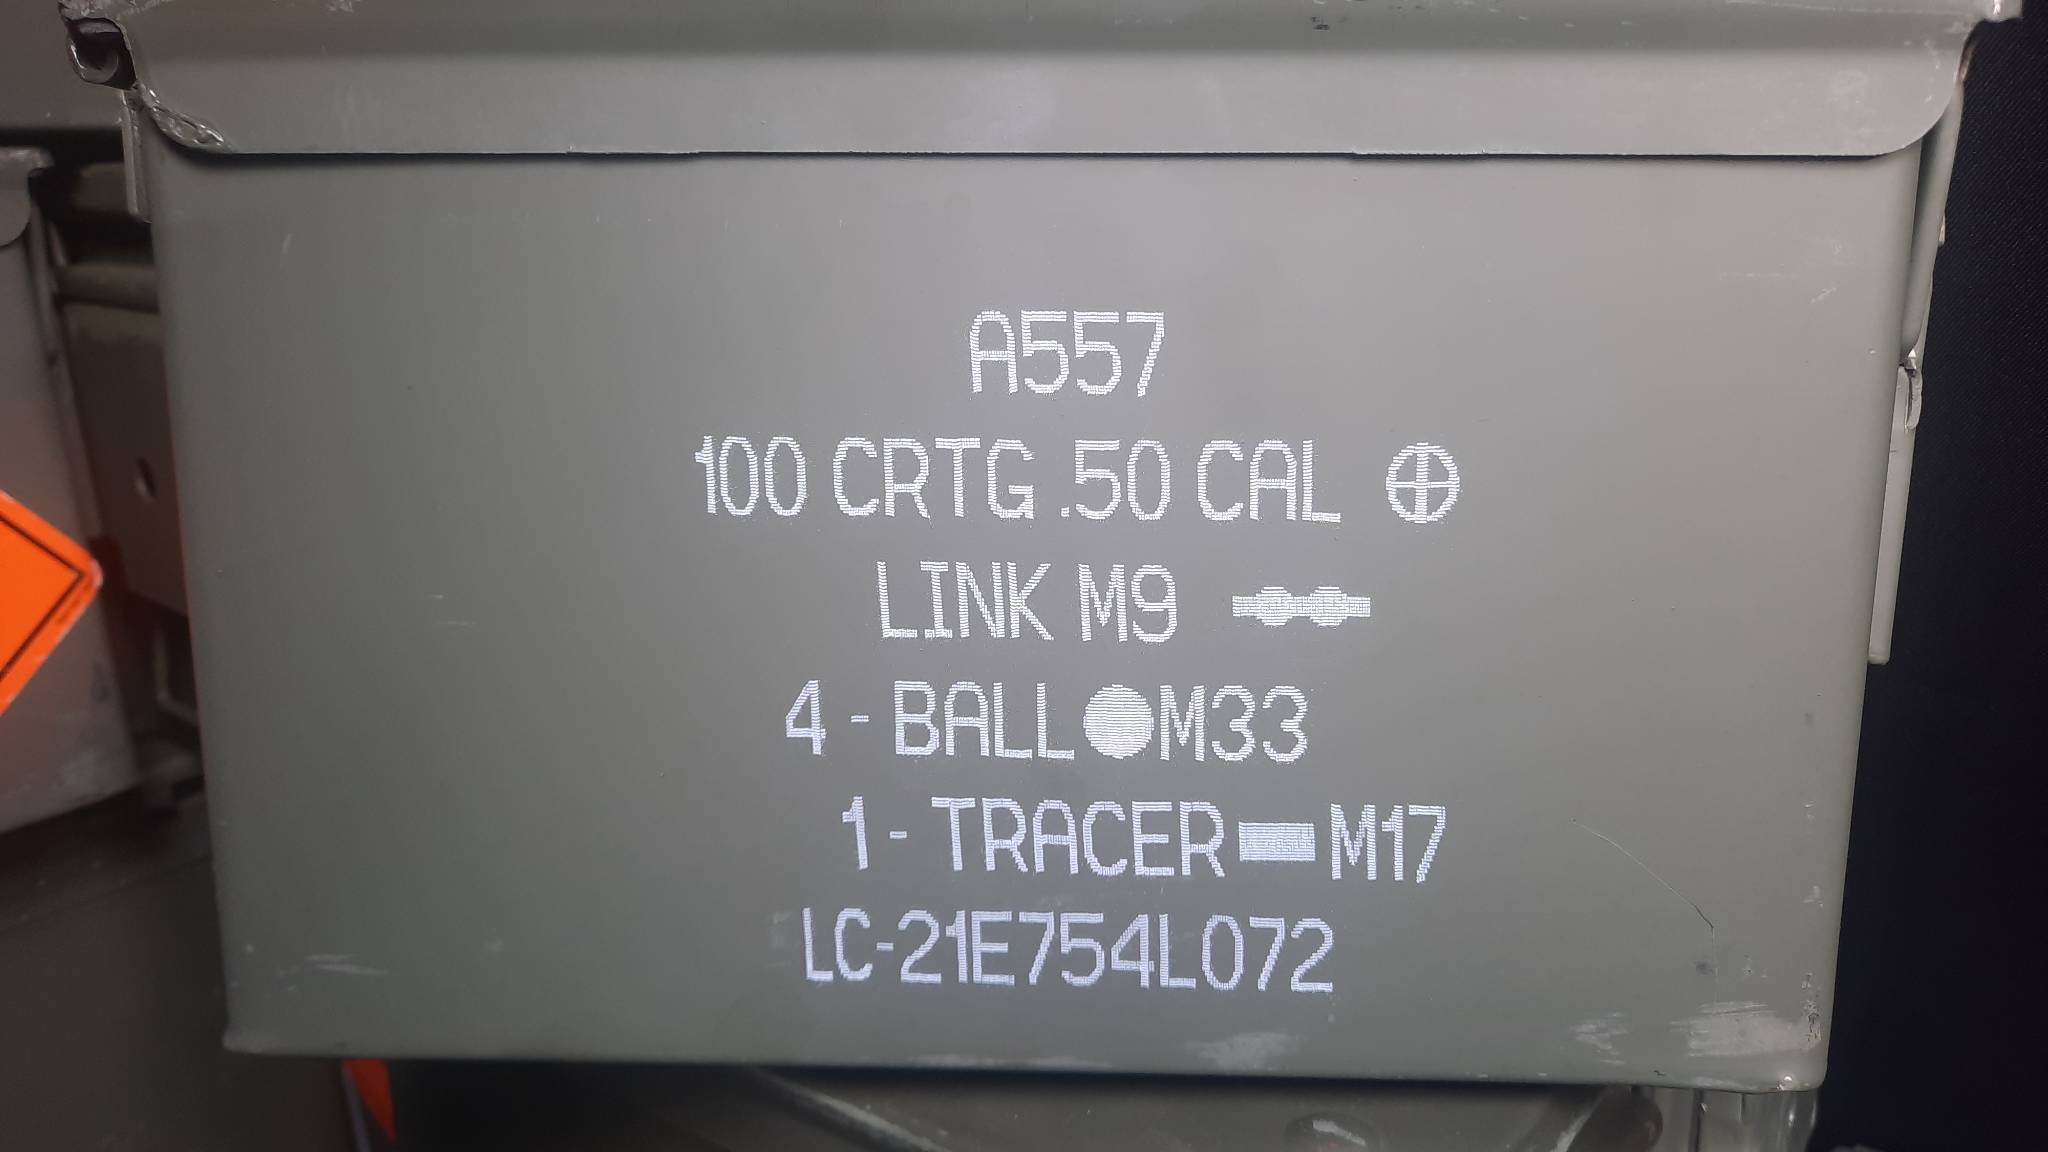 A557
100 CRTG .50 CAL
LINK M9
4 - BALL M33
1 - TRACER M17
LC-21E754L072